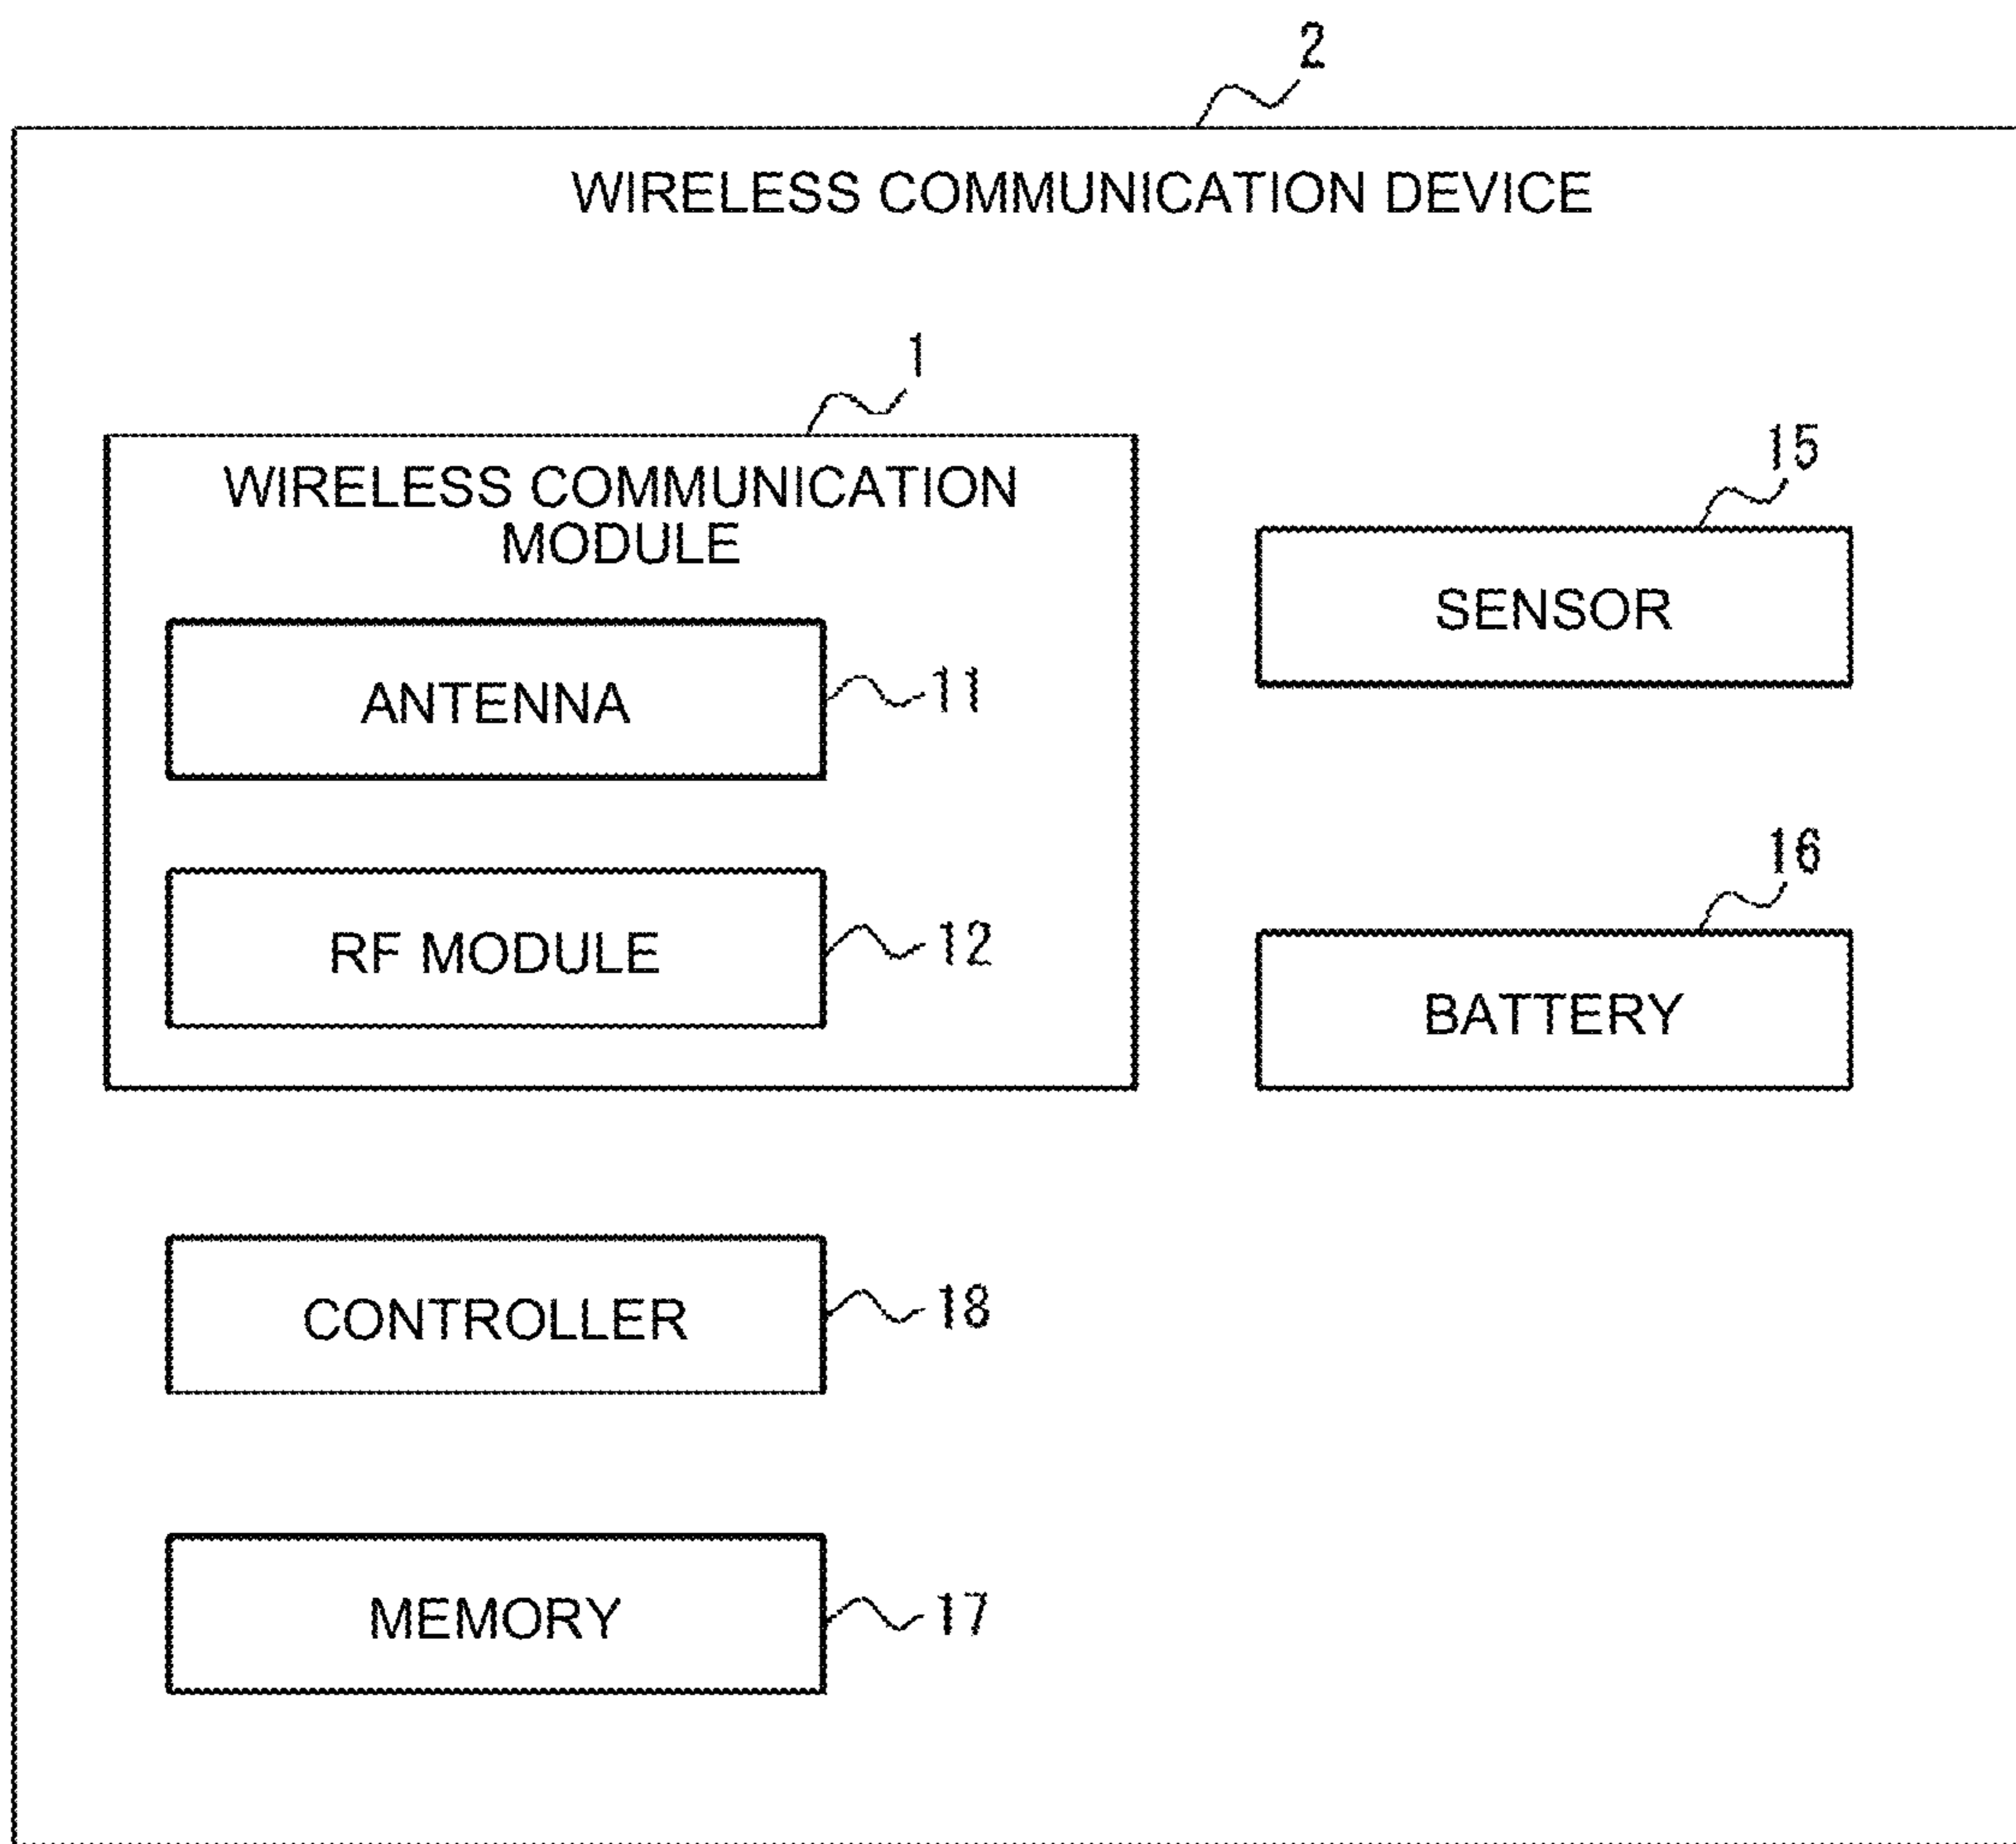 2
WIRELESS COMMUNICATION DEVICE
1
WIRELESS COMMUNICATION
MODULE
ANTENNA
11
RF MODULE
12
15
SENSOR
16
BATTERY
CONTROLLER
18
MEMORY
17